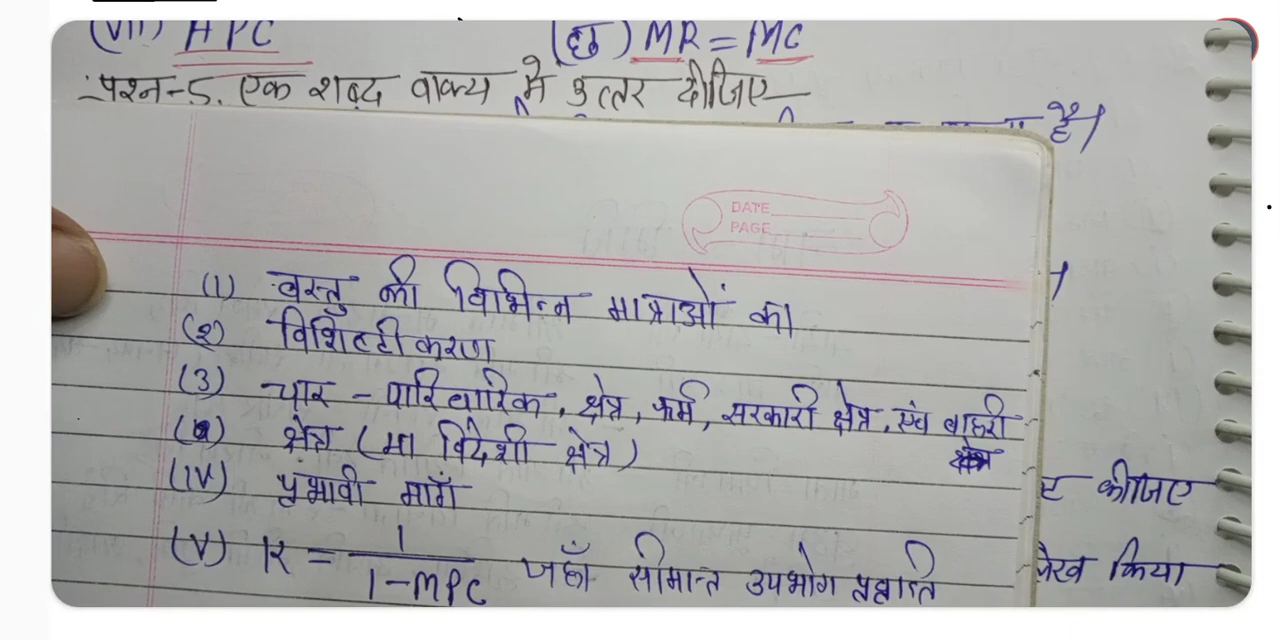 (VII) APC (छ) MR = MC
प्रश्न-5. एक शब्द वाक्य में उत्तर दीजिए
है।
DATE
PAGE
(1) वस्तु की विभिन्न मात्राओं का
(2) विशिष्टीकरण
(3) चार - पारिवारिक, क्षेत्र, फर्म, सरकारी क्षेत्र, एवं बाहरी
क्षेत्र (या विदेशी क्षेत्र)
(IV) प्रभावी माँग
कीजिए
(V) K = 1/1-MPC जहाँ सीमान्त उपभोग प्रवृत्ति
किया